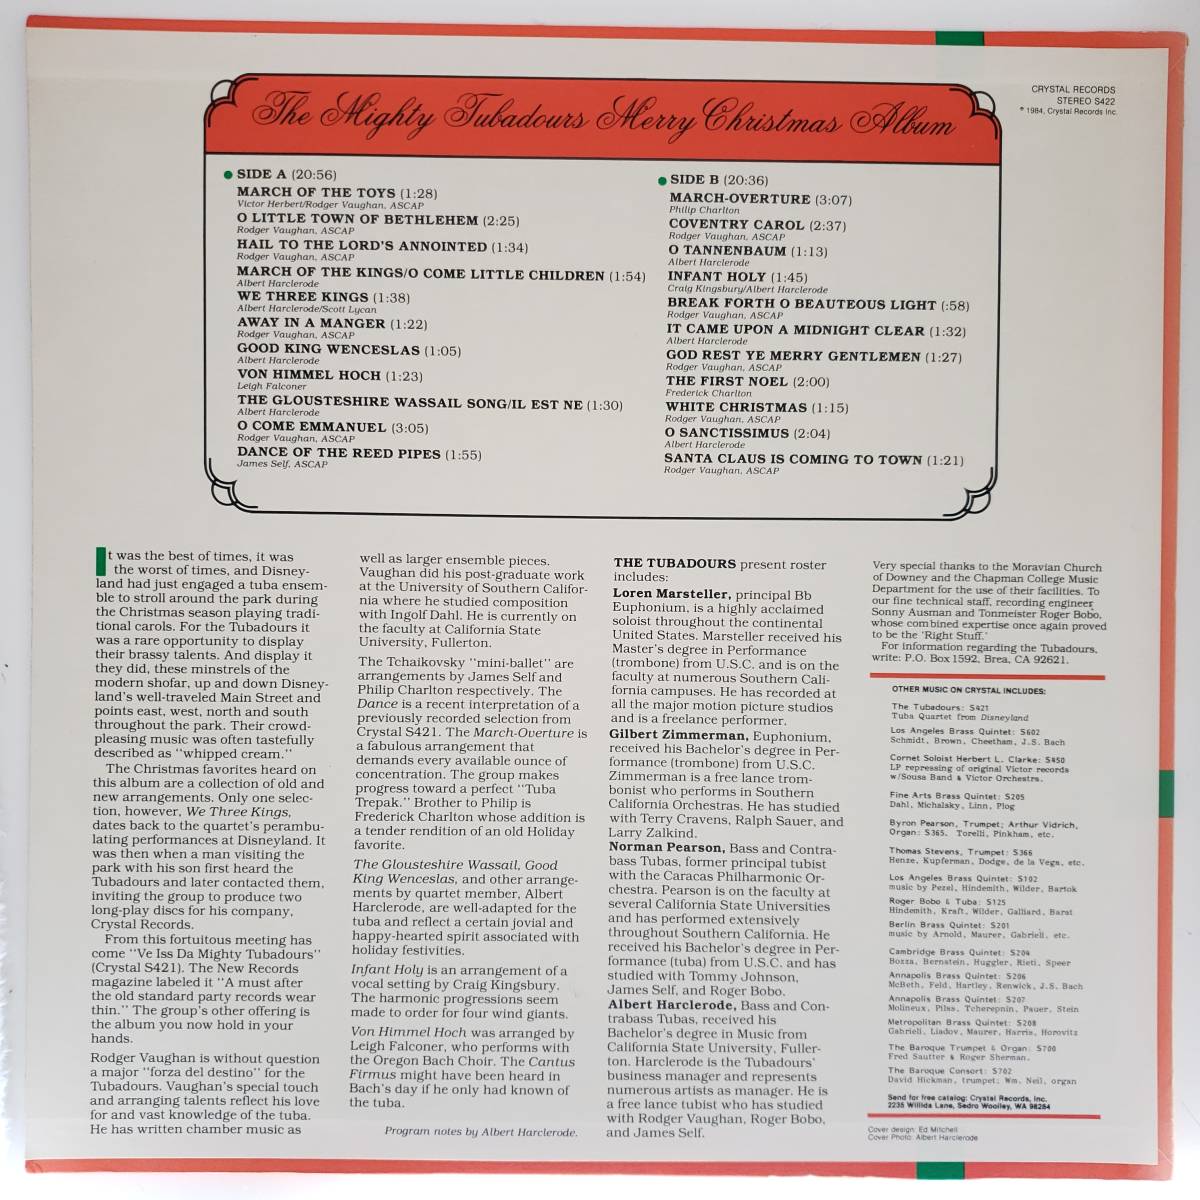 The Mighty Tubadours Merry Christmas Album
CRYSTAL RECORDS
STEREO S422
℗ 1984, Crystal Records Inc.
SIDE A (20:56)
MARCH OF THE TOYS (1:28)
Victor Herbert/Rodger Vaughan, ASCAP
O LITTLE TOWN OF BETHLEHEM (2:25)
Rodger Vaughan, ASCAP
HAIL TO THE LORD'S ANNOINTED (1:34)
Rodger Vaughan, ASCAP
MARCH OF THE KINGS/O COME LITTLE CHILDREN (1:54)
Albert Harclerode
WE THREE KINGS (1:38)
Albert Harclerode/Scott Lycan
AWAY IN A MANGER (1:22)
Rodger Vaughan, ASCAP
GOOD KING WENCESLAS (1:05)
Albert Harclerode
VON HIMMEL HOCH (1:23)
Leigh Falconer
THE GLOUSTESHIRE WASSAIL SONG/IL EST NE (1:30)
Albert Harclerode
O COME EMMANUEL (3:05)
Rodger Vaughan, ASCAP
DANCE OF THE REED PIPES (1:55)
James Self, ASCAP
SIDE B (20:36)
MARCH-OVERTURE (3:07)
Philip Charlton
COVENTRY CAROL (2:37)
Rodger Vaughan, ASCAP
O TANNENBAUM (1:13)
Albert Harclerode
INFANT HOLY (1:45)
Craig Kingsbury/Albert Harclerode
BREAK FORTH O BEAUTEOUS LIGHT (:58)
Rodger Vaughan, ASCAP
IT CAME UPON A MIDNIGHT CLEAR (1:32)
Albert Harclerode
GOD REST YE MERRY GENTLEMEN (1:27)
Rodger Vaughan, ASCAP
THE FIRST NOEL (2:00)
Frederick Charlton
WHITE CHRISTMAS (1:15)
Rodger Vaughan, ASCAP
O SANCTISSIMUS (2:04)
Albert Harclerode
SANTA CLAUS IS COMING TO TOWN (1:21)
Rodger Vaughan, ASCAP
It was the best of times, it was
the worst of times, and Disney-
land had just engaged a tuba ensem-
ble to stroll around the park during
the Christmas season playing tradi-
tional carols. For the Tubadours it
was a rare opportunity to display
their brassy talents. And display it
they did, these minstrels of the
modern shofar, up and down Disney-
land's well-traveled Main Street and
points east, west, north and south
throughout the park. Their crowd-
pleasing music was often tastefully
described as "whipped cream."
The Christmas favorites heard on
this album are a collection of old and
new arrangements. Only one selec-
tion, however, We Three Kings,
dates back to the quartet's perambu-
lating performances at Disneyland. It
was then when a man visiting the
park with his son first heard the
Tubadours and later contacted them,
inviting the group to produce two
long-play discs for his company,
Crystal Records.
From this fortuitous meeting has
come "Ve Iss Da Mighty Tubadours"
(Crystal S421). The New Records
magazine labeled it "A must after
the old standard party records wear
thin." The group's other offering is
the album you now hold in your
hands.
Rodger Vaughan is without question
a major "forza del destino" for the
Tubadours. Vaughan's special touch
and arranging talents reflect his love
for and vast knowledge of the tuba.
He has written chamber music as
well as larger ensemble pieces.
Vaughan did his post-graduate work
at the University of Southern Califor-
nia where he studied composition
with Ingolf Dahl. He is currently on
the faculty at California State
University, Fullerton.
The Tchaikovsky "mini-ballet" are
arrangements by James Self and
Philip Charlton respectively. The
Dance is a recent interpretation of a
previously recorded selection from
Crystal S421. The March-Overture is
a fabulous arrangement that
demands every available ounce of
concentration. The group makes
progress toward a perfect "Tuba
Trepak." Brother to Philip is
Frederick Charlton whose addition is
a tender rendition of an old Holiday
favorite.
The Glousteshire Wassail, Good
King Wenceslas, and other arrange-
ments by quartet member, Albert
Harclerode, are well-adapted for the
tuba and reflect a certain jovial and
happy-hearted spirit associated with
holiday festivities.
Infant Holy is an arrangement of a
vocal setting by Craig Kingsbury.
The harmonic progressions seem
made to order for four wind giants.
Von Himmel Hoch was arranged by
Leigh Falconer, who performs with
the Oregon Bach Choir. The Cantus
Firmus might have been heard in
Bach's day if he only had known of
the tuba.
Program notes by Albert Harclerode.
THE TUBADOURS present roster
includes:
Loren Marsteller, principal Bb
Euphonium, is a highly acclaimed
soloist throughout the continental
United States. Marsteller received his
Master's degree in Performance
(trombone) from U.S.C. and is on the
faculty at numerous Southern Cali-
fornia campuses. He has recorded at
all the major motion picture studios
and is a freelance performer.
Gilbert Zimmerman, Euphonium,
received his Bachelor's degree in Per-
formance (trombone) from U.S.C.
Zimmerman is a free lance trom-
bonist who performs in Southern
California Orchestras. He has studied
with Terry Cravens, Ralph Sauer, and
Larry Zalkind.
Norman Pearson, Bass and Contra-
bass Tubas, former principal tubist
with the Caracas Philharmonic Or-
chestra. Pearson is on the faculty at
several California State Universities
and has performed extensively
throughout Southern California. He
received his Bachelor's degree in Per-
formance (tuba) from U.S.C. and has
studied with Tommy Johnson,
James Self, and Roger Bobo.
Albert Harclerode, Bass and Con-
trabass Tubas, received his
Bachelor's degree in Music from
California State University, Fuller-
ton. Harclerode is the Tubadours'
business manager and represents
numerous artists as manager. He is
a free lance tubist who has studied
with Rodger Vaughan, Roger Bobo,
and James Self.
Very special thanks to the Moravian Church
of Downey and the Chapman College Music
Department for the use of their facilities. To
our fine technical staff, recording engineer
Sonny Ausman and Tonmeister Roger Bobo,
whose combined expertise once again proved
to be the 'Right Stuff.'
For information regarding the Tubadours,
write: P.O. Box 1592, Brea, CA 92621.
OTHER MUSIC ON CRYSTAL INCLUDES:
The Tubadours: S421
Tuba Quartet from Disneyland
Los Angeles Brass Quintet: S602
Schmidt, Brown, Cheetham, J.S. Bach
Cornet Soloist Herbert L. Clarke: S450
LP repressing of original Victor records
w/Sousa Band & Victor Orchestra.
Fine Arts Brass Quintet: S205
Dahl, Michalsky, Linn, Plog
Byron Pearson, Trumpet; Arthur Vidrich,
Organ: S365. Torelli, Pinkham, etc.
Thomas Stevens, Trumpet: S366
Henze, Kupferman, Dodge, de la Vega, etc.
Los Angeles Brass Quintet: S102
music by Pezel, Hindemith, Wilder, Bartok
Roger Bobo & Tuba: S125
Hindemith, Kraft, Wilder, Galliard, Barat
Berlin Brass Quintet: S201
music by Arnold, Maurer, Gabrieli, etc.
Cambridge Brass Quintet: S204
Bozza, Bernstein, Huggler, Rieti, Speer
Annapolis Brass Quintet: S206
McBeth, Feld, Hartley, Renwick, J.S. Bach
Annapolis Brass Quintet: S207
Molineux, Pilss, Tcherepnin, Pauer, Stein
Metropolitan Brass Quintet: S208
Gabrieli, Liadov, Maurer, Harris, Horovitz
The Baroque Trumpet & Organ: S700
Fred Sautter & Roger Sherman.
The Baroque Consort: S702
David Hickman, trumpet; Wm. Neil, organ
Send for free catalog: Crystal Records, Inc.
2235 Willida Lane, Sedro Woolley, WA 98284
Cover design: Ed Mitchell
Cover Photo: Albert Harclerode